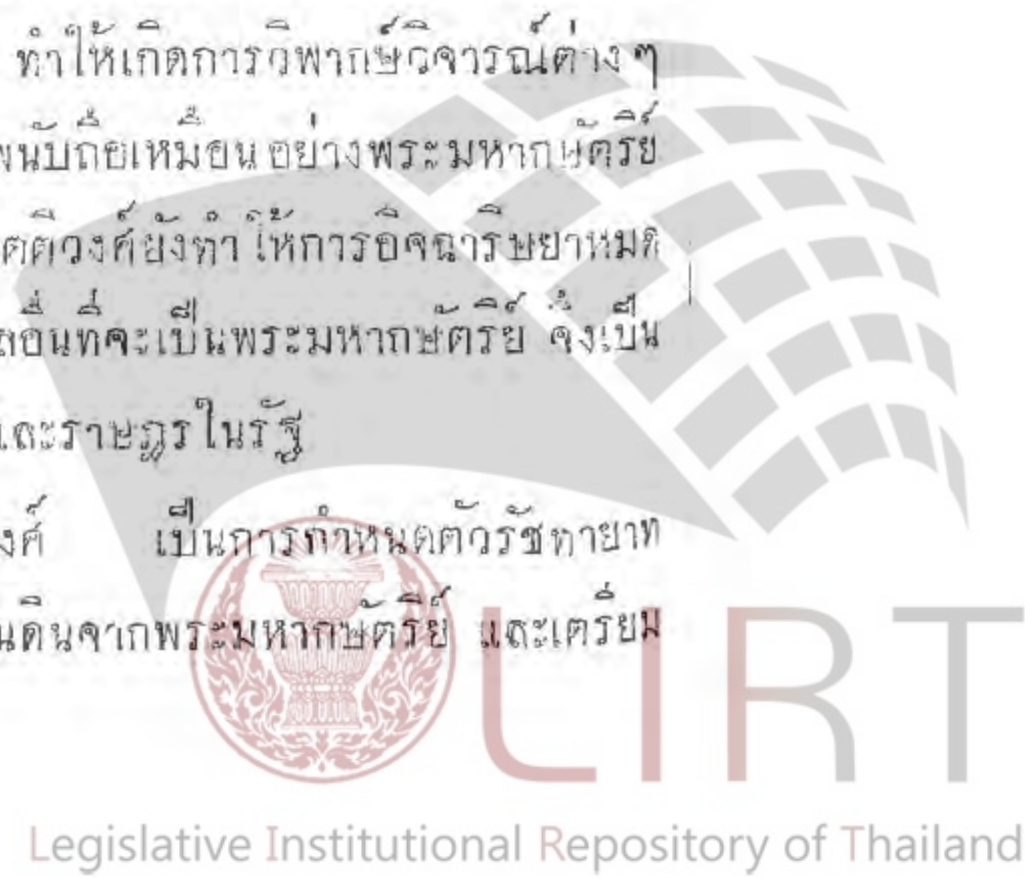 ทำให้เกิดการวิพากษ์วิจารณ์ต่าง ๆ
นับถือเหมือนอย่างพระมหากษัตริย์
วงศ์ยังทำให้การอิจฉาริษยาหมด
อื่นที่จะเป็นพระมหากษัตริย์ จึงเป็น
และราษฎรในรัฐ
งศ์ เป็นการกำหนดตัวรัชทายาท
นดินจากพระมหากษัตริย์ และเตรียม
LIRT
Legislative Institutional Repository of Thailand